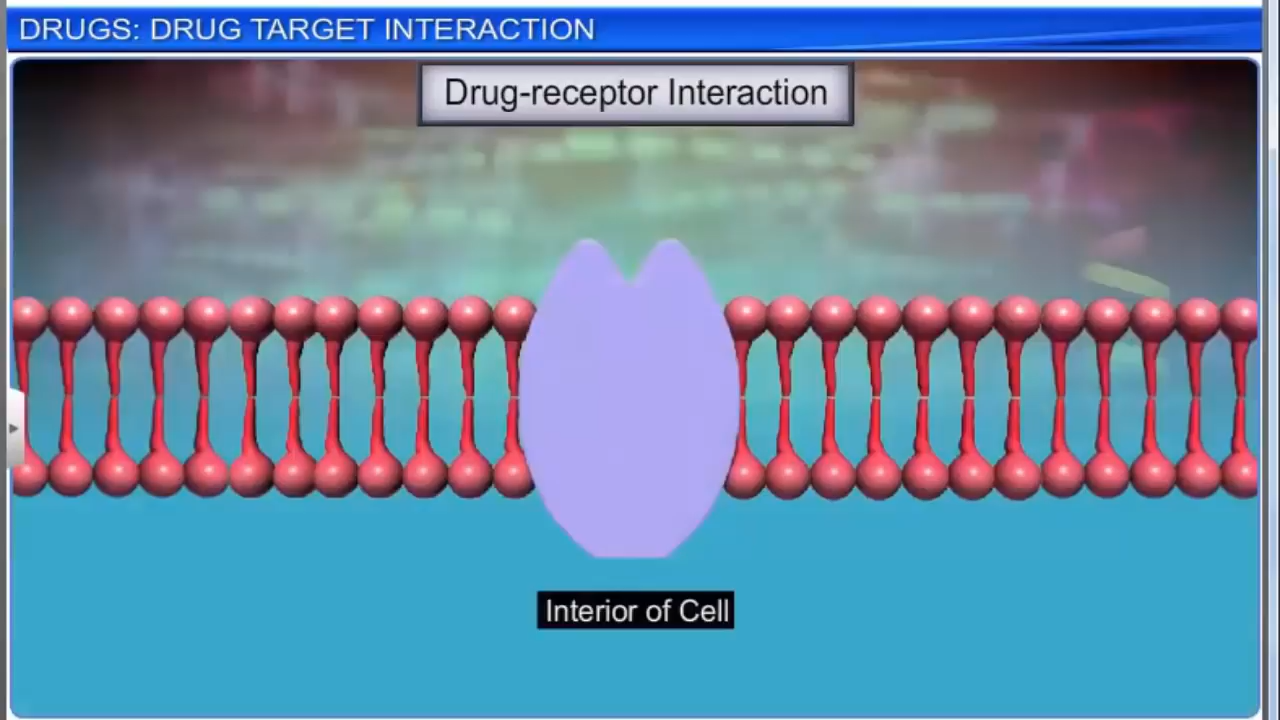 DRUGS: DRUG TARGET INTERACTION
Drug-receptor Interaction
Interior of Cell